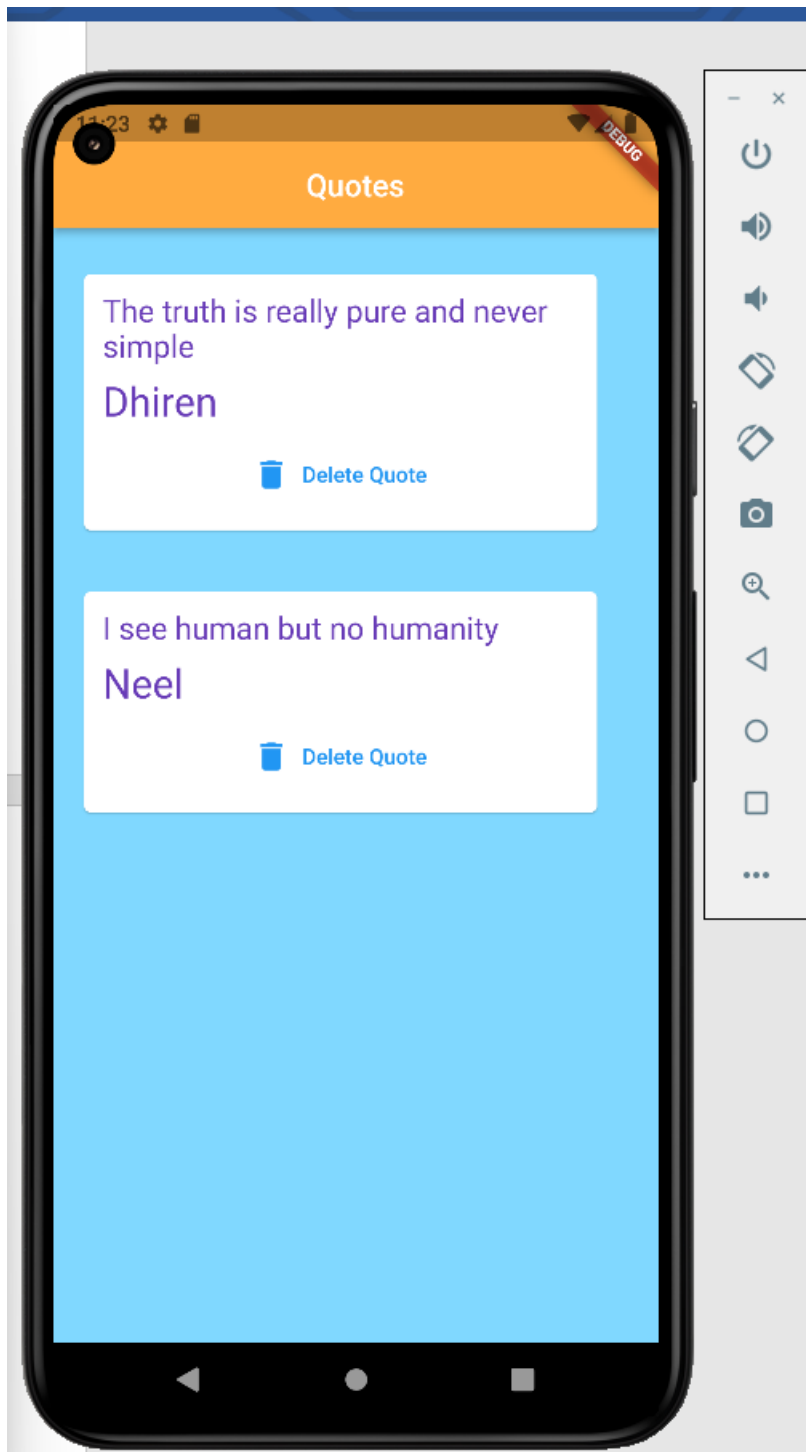 11:23
DEBUG
Quotes
The truth is really pure and never
simple
Dhiren
Delete Quote
I see human but no humanity
Neel
Delete Quote